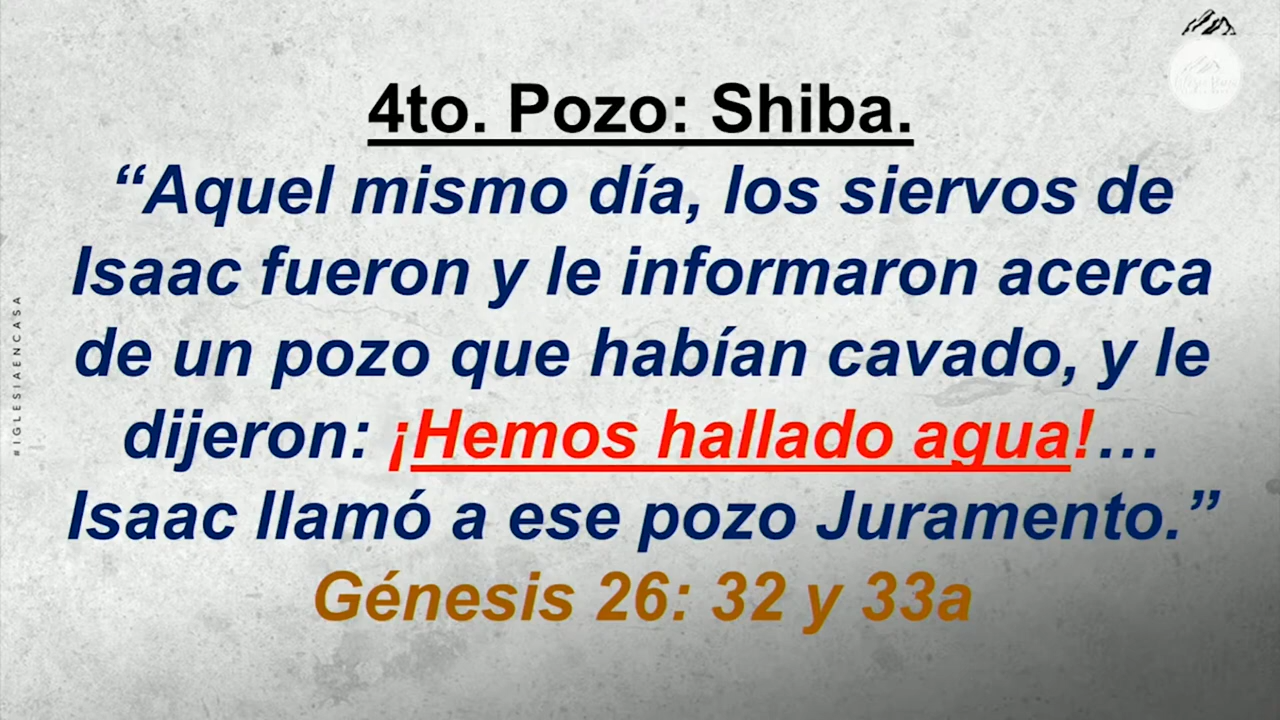 4to. Pozo: Shiba.
“Aquel mismo día, los siervos de
Isaac fueron y le informaron acerca
de un pozo que habían cavado, y le
dijeron: ¡Hemos hallado agua!...
Isaac llamó a ese pozo Juramento.”
Génesis 26: 32 y 33a
#IGLESIAENCASA